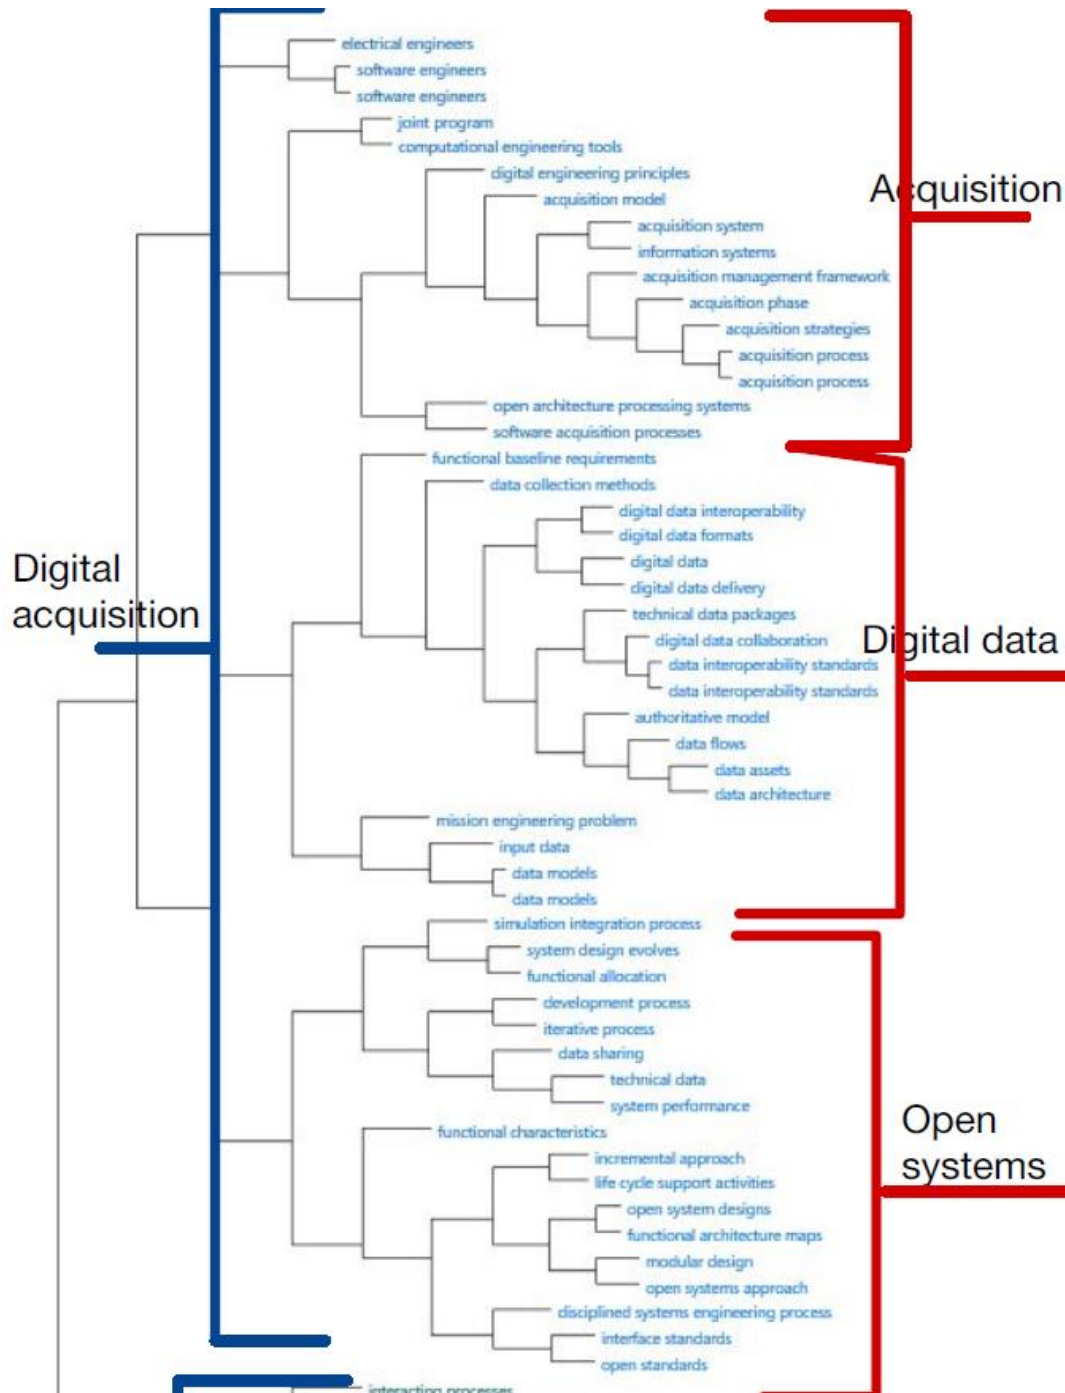 electrical engineers
software engineers
software engineers
joint program
computational engineering tools
digital engineering principles
acquisition model
Acquisition
acquisition system
information systems
acquisition management framework
acquisition phase
acquisition strategies
acquisition process
acquisition process
open architecture processing systems
software acquisition processes
functional baseline requirements
data collection methods
digital data interoperability
digital data formats
digital data
digital data delivery
Digital
acquisition
technical data packages
digital data collaboration
Digital data
data interoperability standards
data interoperability standards
authoritative model
data flows
data assets
data architecture
mission engineering problem
input data
data models
data models
simulation integration process
system design evolves
functional allocation
development process
iterative process
data sharing
technical data
system performance
functional characteristics
Open
systems
incremental approach
life cycle support activities
open system designs
functional architecture maps
modular design
open systems approach
disciplined systems engineering process
interface standards
open standards
interacting processes